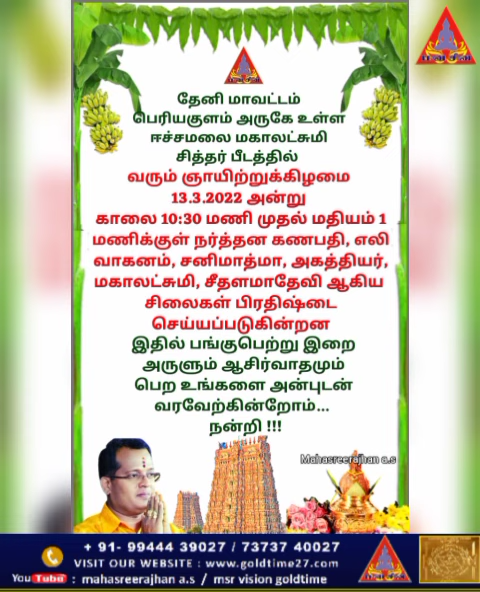 தேனி மாவட்டம்
பெரியகுளம் அருகே உள்ள
ஈச்சமலை மகாலட்சுமி
சித்தர் பீடத்தில்
வரும் ஞாயிற்றுக்கிழமை
13.3.2022 அன்று
காலை 10:30 மணி முதல் மதியம் 1
மணிக்குள் நர்த்தன கணபதி, எலி
வாகனம், சனிமாத்மா, அகத்தியர்,
மகாலட்சுமி, சீதளமாதேவி ஆகிய
சிலைகள் பிரதிஷ்டை
செய்யப்படுகின்றன
இதில் பங்குபெற்று இறை
அருளும் ஆசிர்வாதமும்
பெற உங்களை அன்புடன்
வரவேற்கின்றோம்...
நன்றி !!!
Mahasreerajhan a.s
+ 91- 99444 39027 / 73737 40027
VISIT OUR WEBSITE : www.goldtime27.com
You Tube : mahasreerajhan a.s / msr vision goldtime